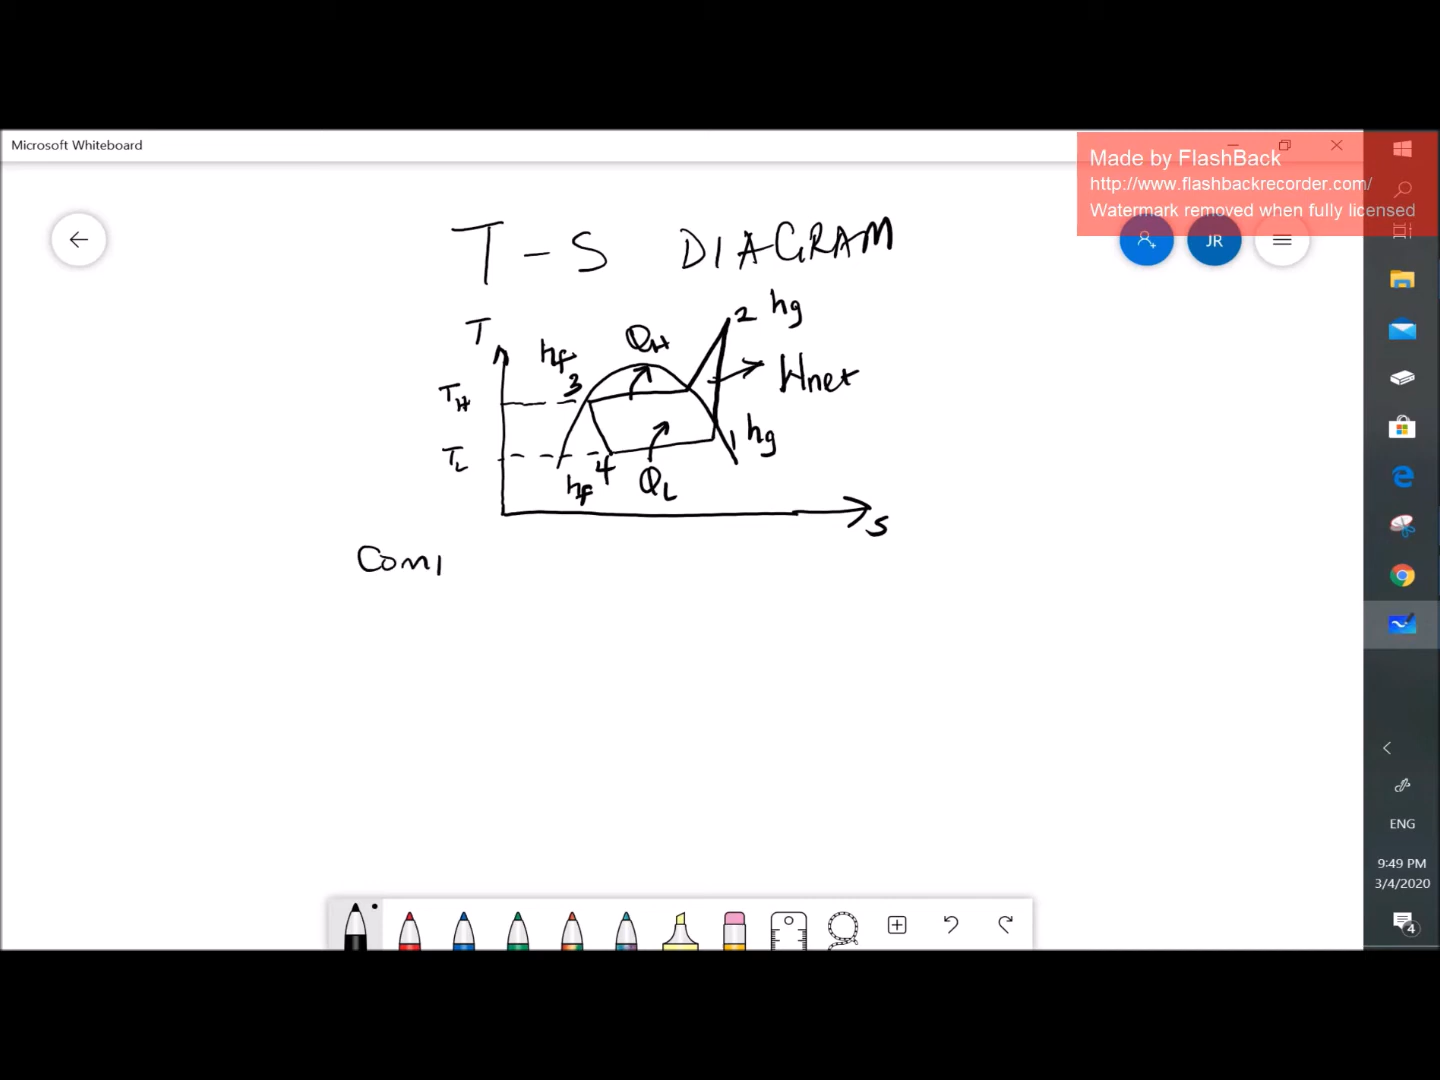 Microsoft Whiteboard
Made by FlashBack
http://www.flashbackrecorder.com/
Watermark removed when fully licensed
JR
T-S DIAGRAM
T
hf
QH
2 hg
TH
3
Wnet
TL
1 hg
hf 4
QL
s
Com
ENG
9:49 PM
3/4/2020
4